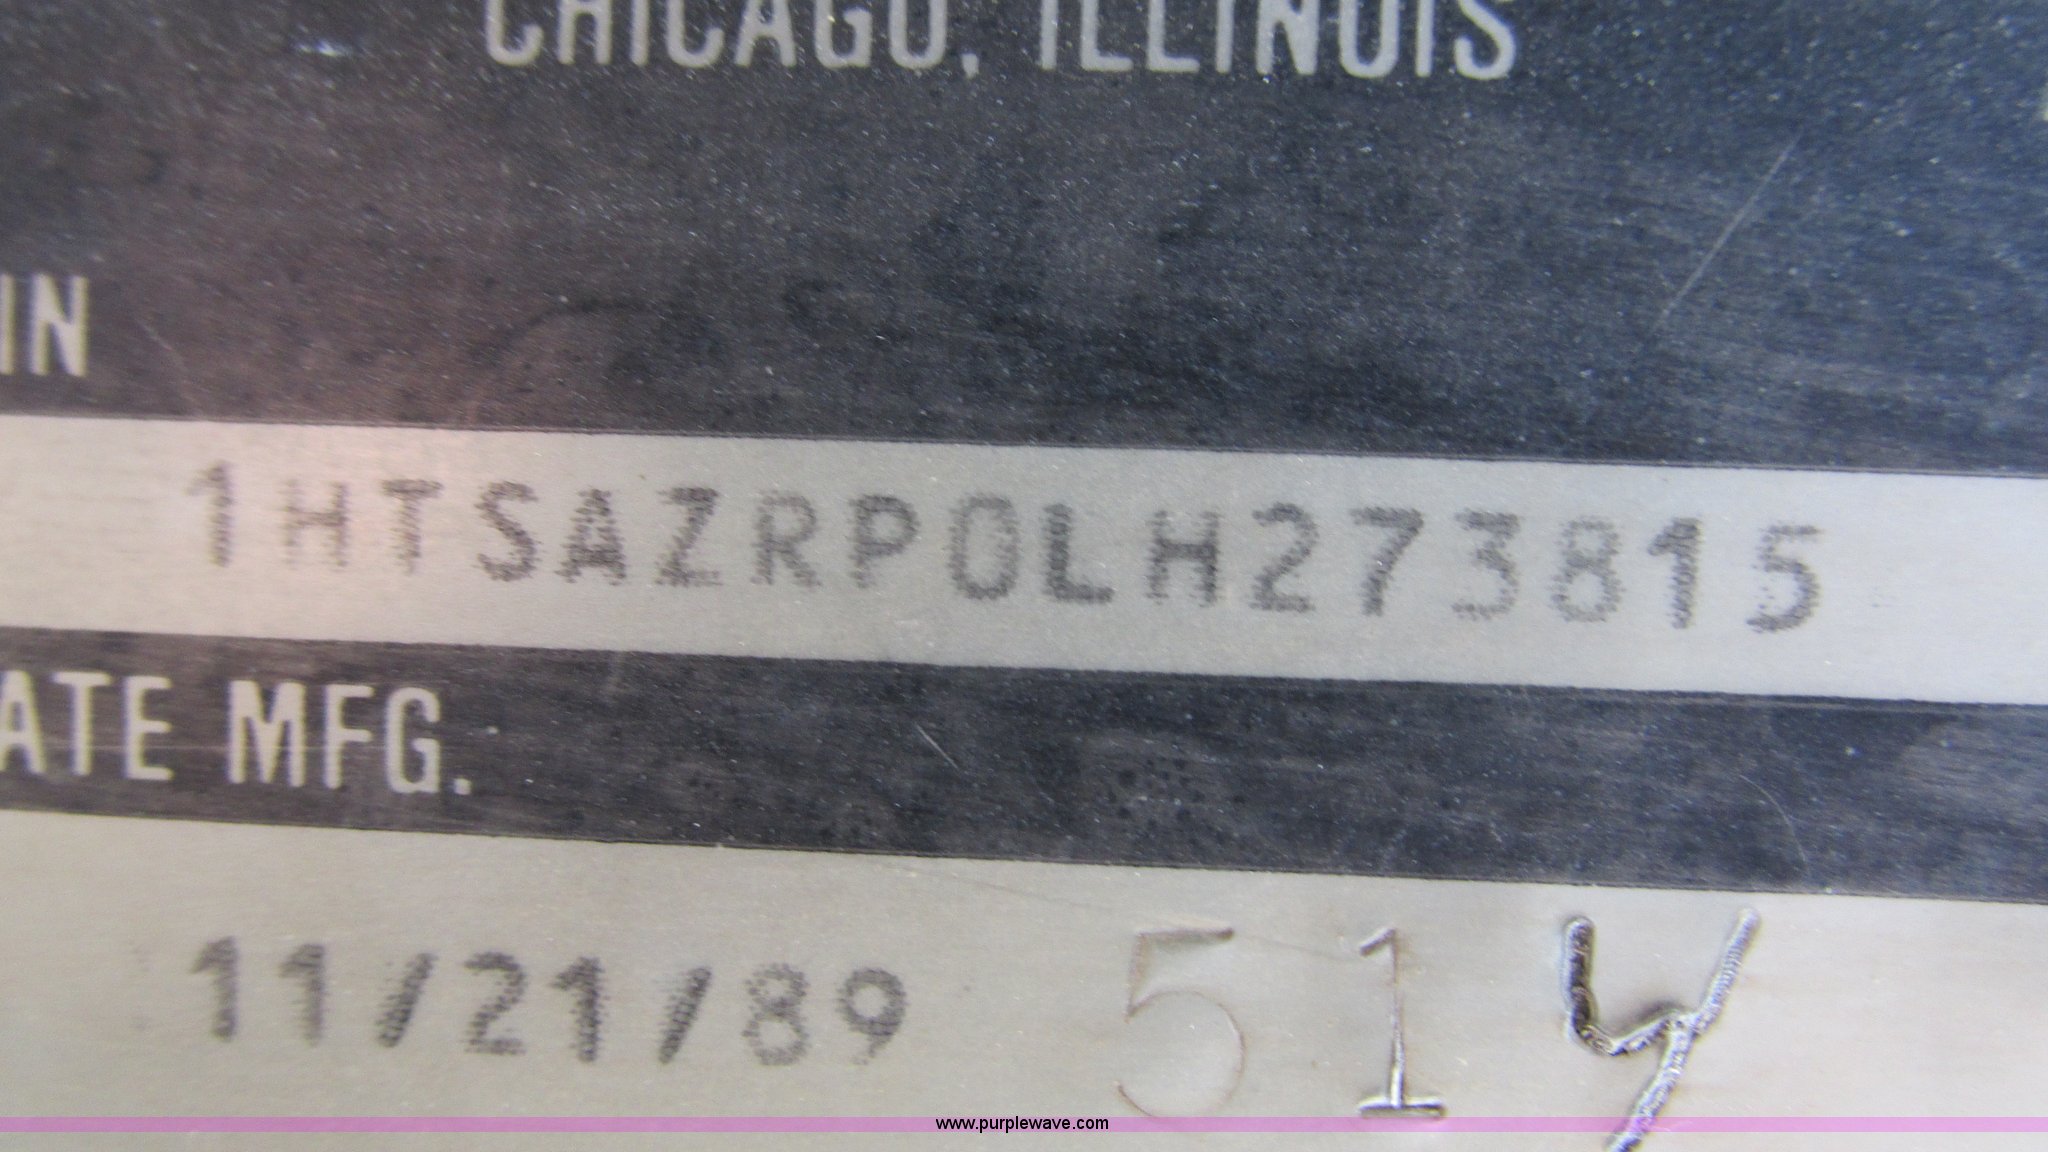 CHICAGO, ILLINOIS
IN
1HTSAZRP0LH273815
ATE MFG.
11/21/89 514
www.purplewave.com